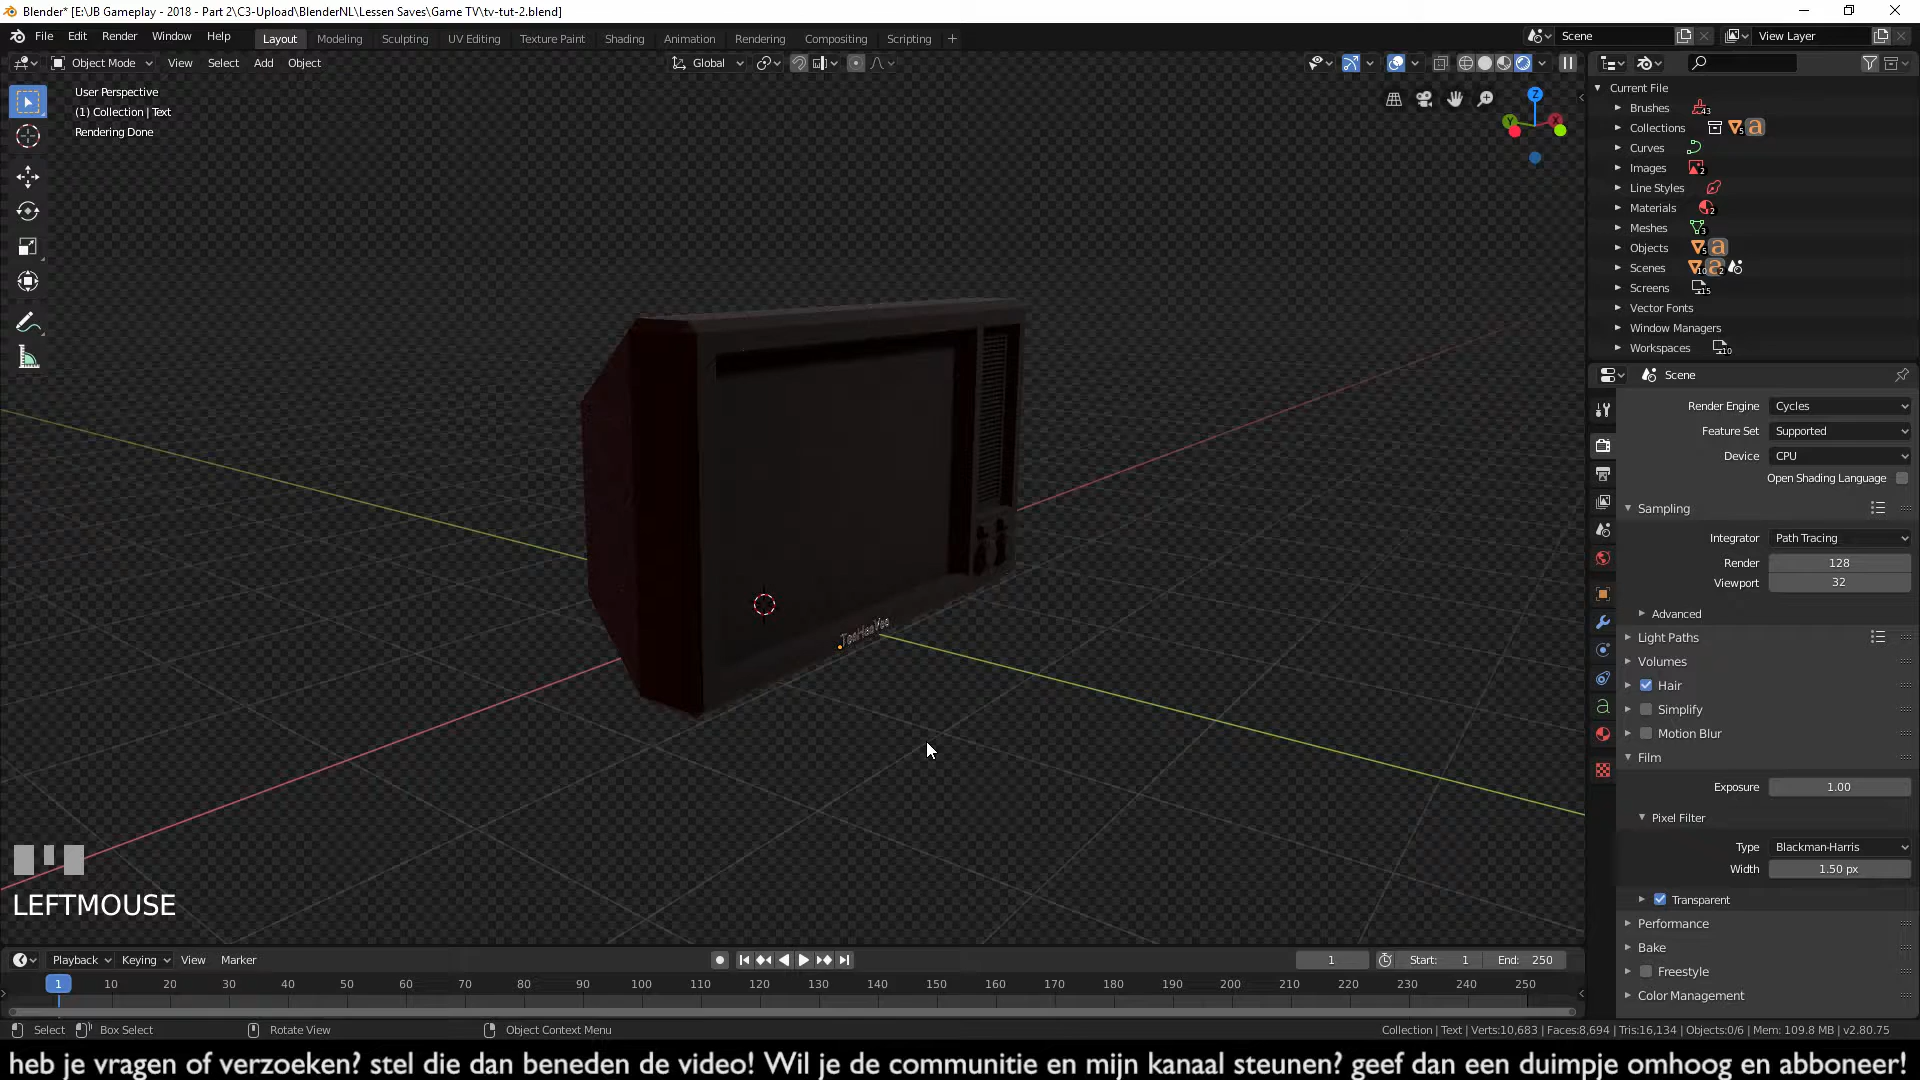 Blender* [E:\JB Gameplay - 2018 - Part 2\C3-Upload\BlenderNL\Lessen Saves\Game TV\tv-tut-2.blend]
File Edit Render Window Help Layout Modeling Sculpting UV Editing Texture Paint Shading Animation Rendering Compositing Scripting + Scene View Layer
Object Mode View Select Add Object Global
User Perspective
(1) Collection | Text
Rendering Done
Z
Y
X
Current File
Brushes 43
Collections 5
Curves
Images 2
Line Styles
Materials 2
Meshes 3
Objects 5
Scenes 10 2
Screens 15
Vector Fonts
Window Managers
Workspaces 10
Scene
Render Engine Cycles
Feature Set Supported
Device CPU
Open Shading Language
Sampling
Integrator Path Tracing
Render 128
Viewport 32
Advanced
Light Paths
Volumes
Hair
Simplify
Motion Blur
Film
Exposure 1.00
Pixel Filter
Type Blackman-Harris
Width 1.50 px
Transparent
Performance
Bake
Freestyle
Color Management
LEFTMOUSE
Playback Keying View Marker 1 Start: 1 End: 250
1 10 20 30 40 50 60 70 80 90 100 110 120 130 140 150 160 170 180 190 200 210 220 230 240 250
Select Box Select Rotate View Object Context Menu Collection | Text | Verts:10,683 | Faces:8,694 | Tris:16,134 | Objects:0/6 | Mem: 109.8 MB | v2.80.75
heb je vragen of verzoeken? stel die dan beneden de video! Wil je de communitie en mijn kanaal steunen? geef dan een duimpje omhoog en abboneer!